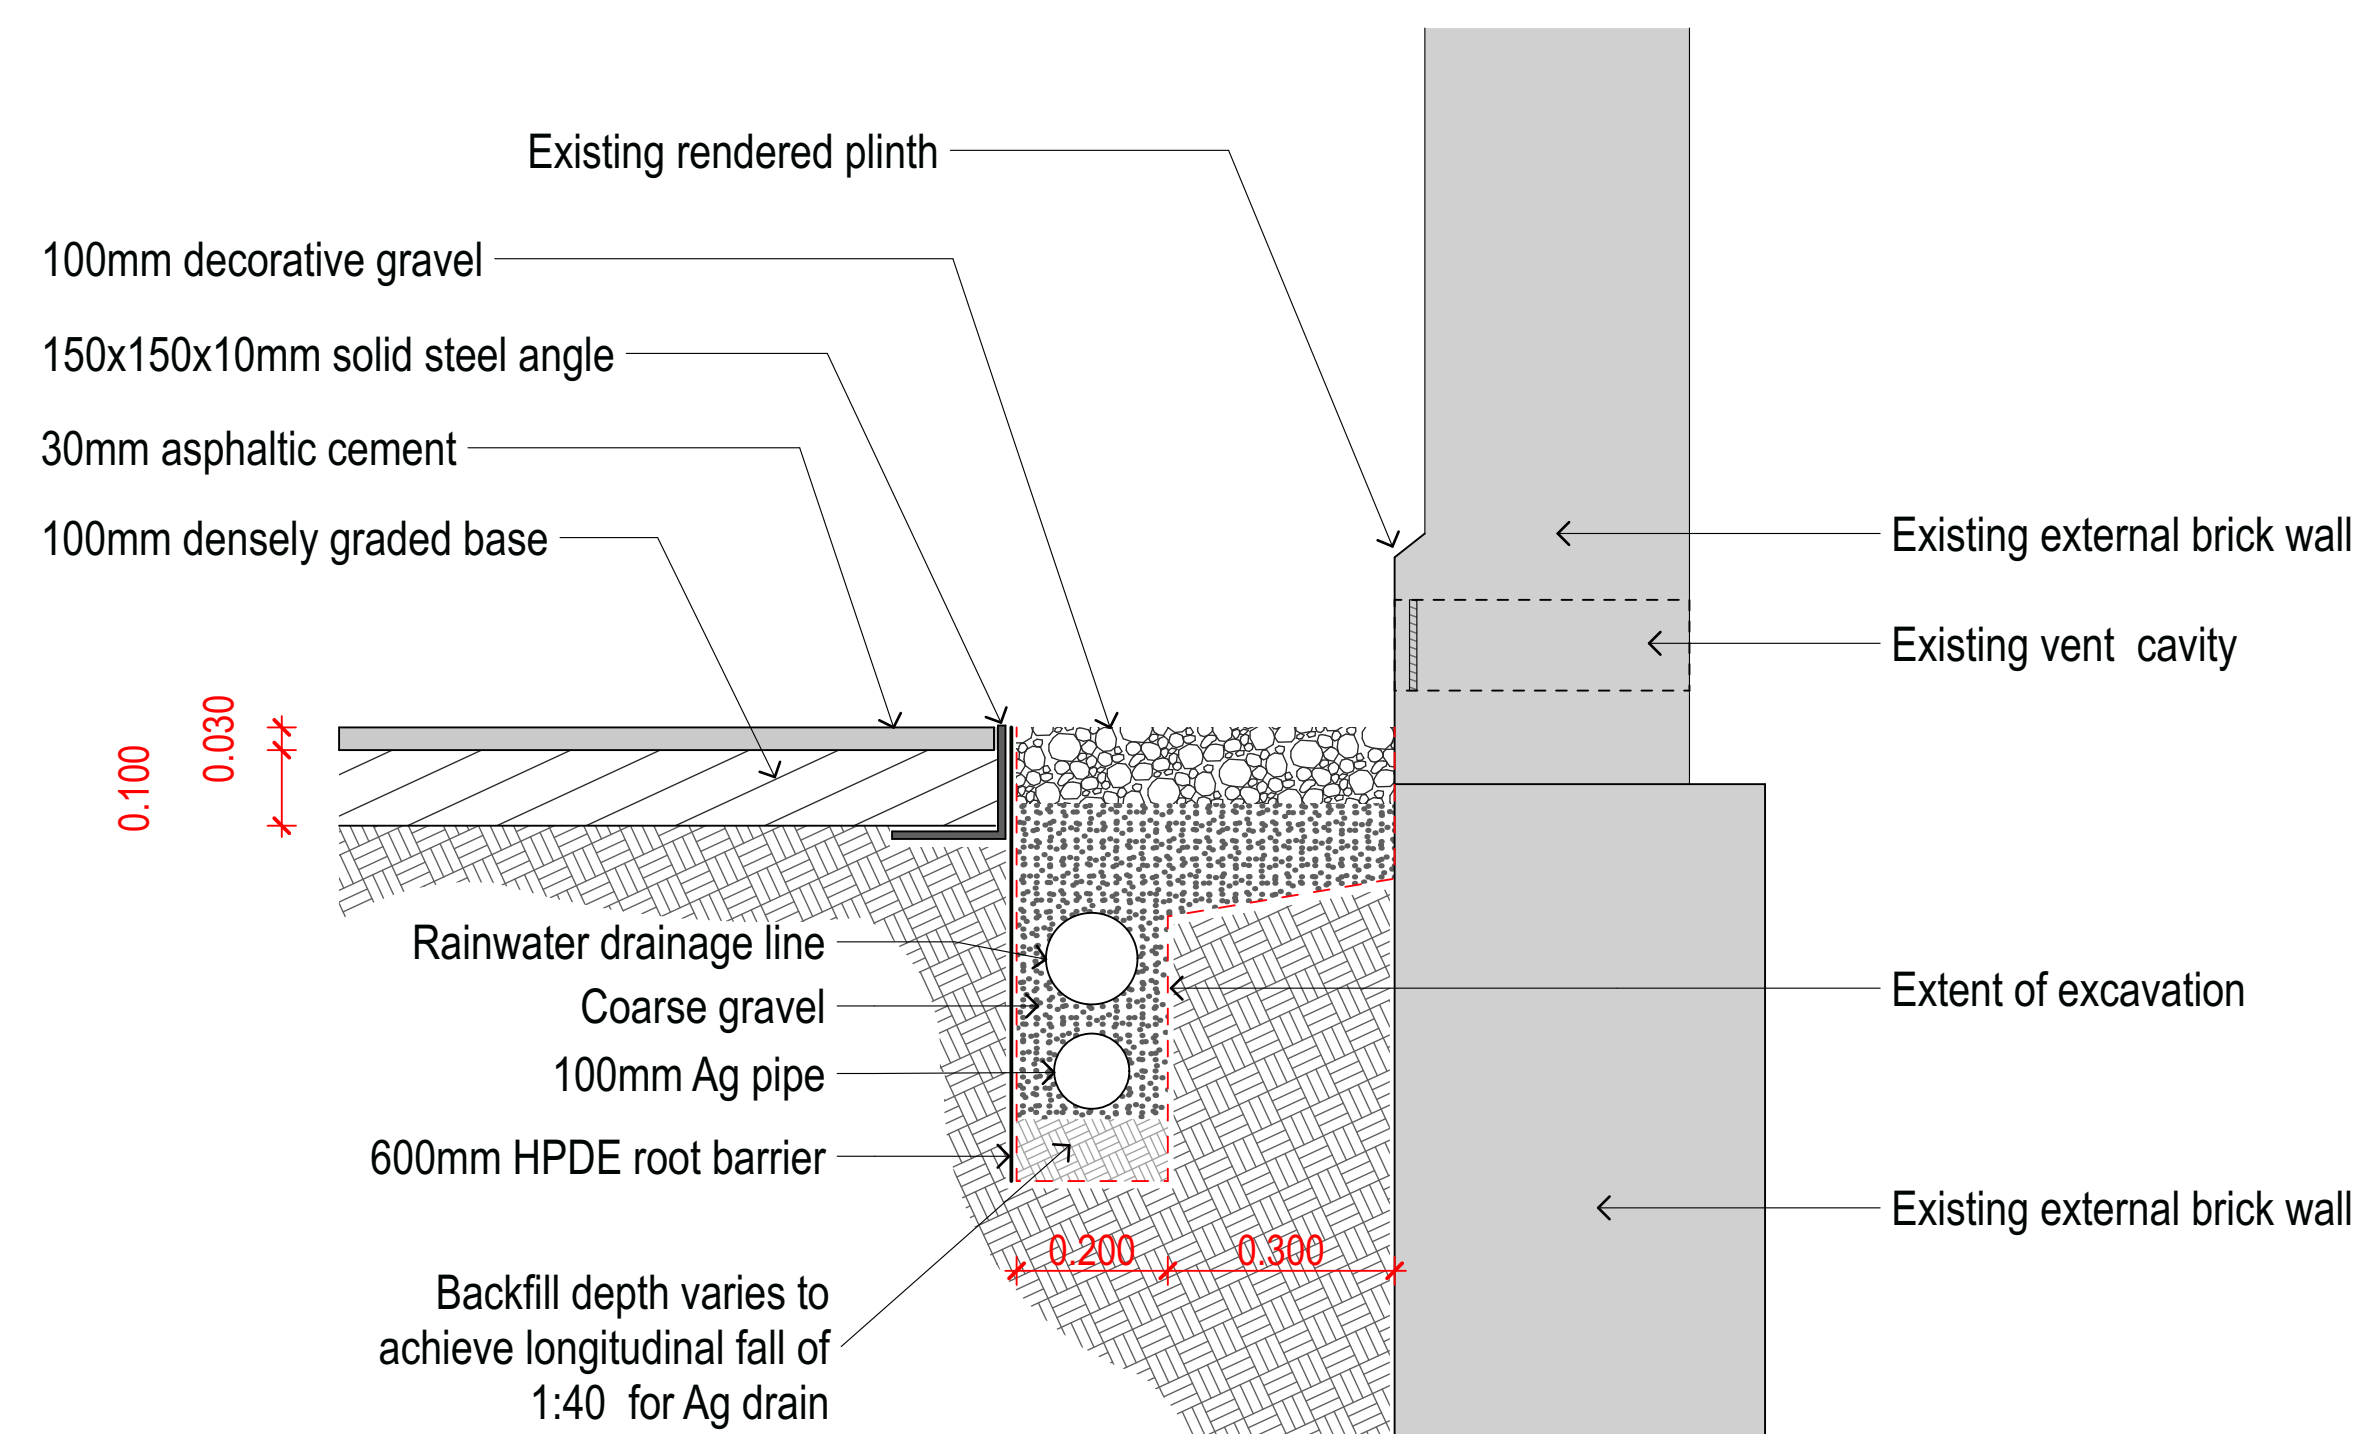 Existing rendered plinth
100mm decorative gravel
150x150x10mm solid steel angle
30mm asphaltic cement
100mm densely graded base
Existing external brick wall
Existing vent  cavity
0.030
0.100
Rainwater drainage line
Coarse gravel
100mm Ag pipe
600mm HPDE root barrier
Extent of excavation
Existing external brick wall
0.200
0.300
Backfill depth varies to
achieve longitudinal fall of
1:40  for Ag drain